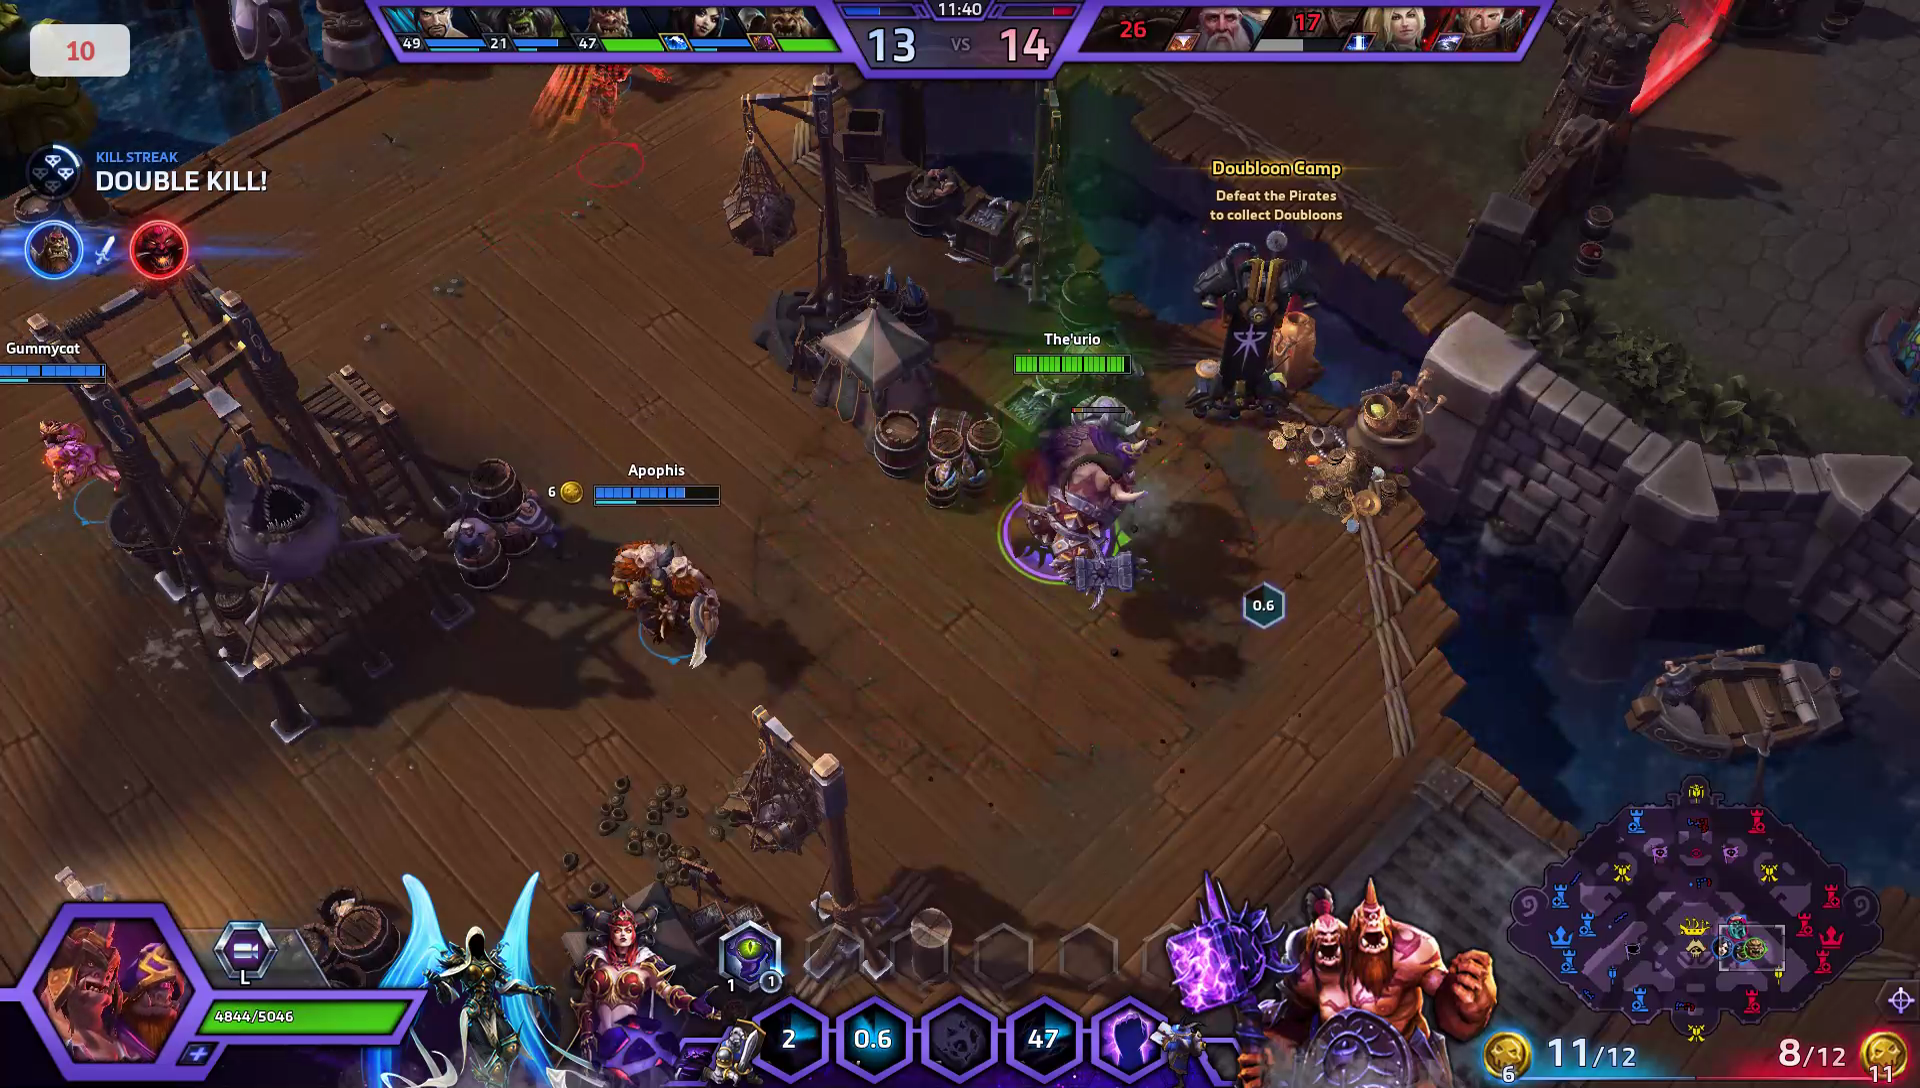 10
49
21
47
11:40
13 VS 14
26
17
KILL STREAK
DOUBLE KILL!
Doubloon Camp
Defeat the Pirates
to collect Doubloons
Gummycat
The'urio
Apophis
6
0.6
L
4844/5046
1
1
2
0.6
47
11/12
6
8/12
11